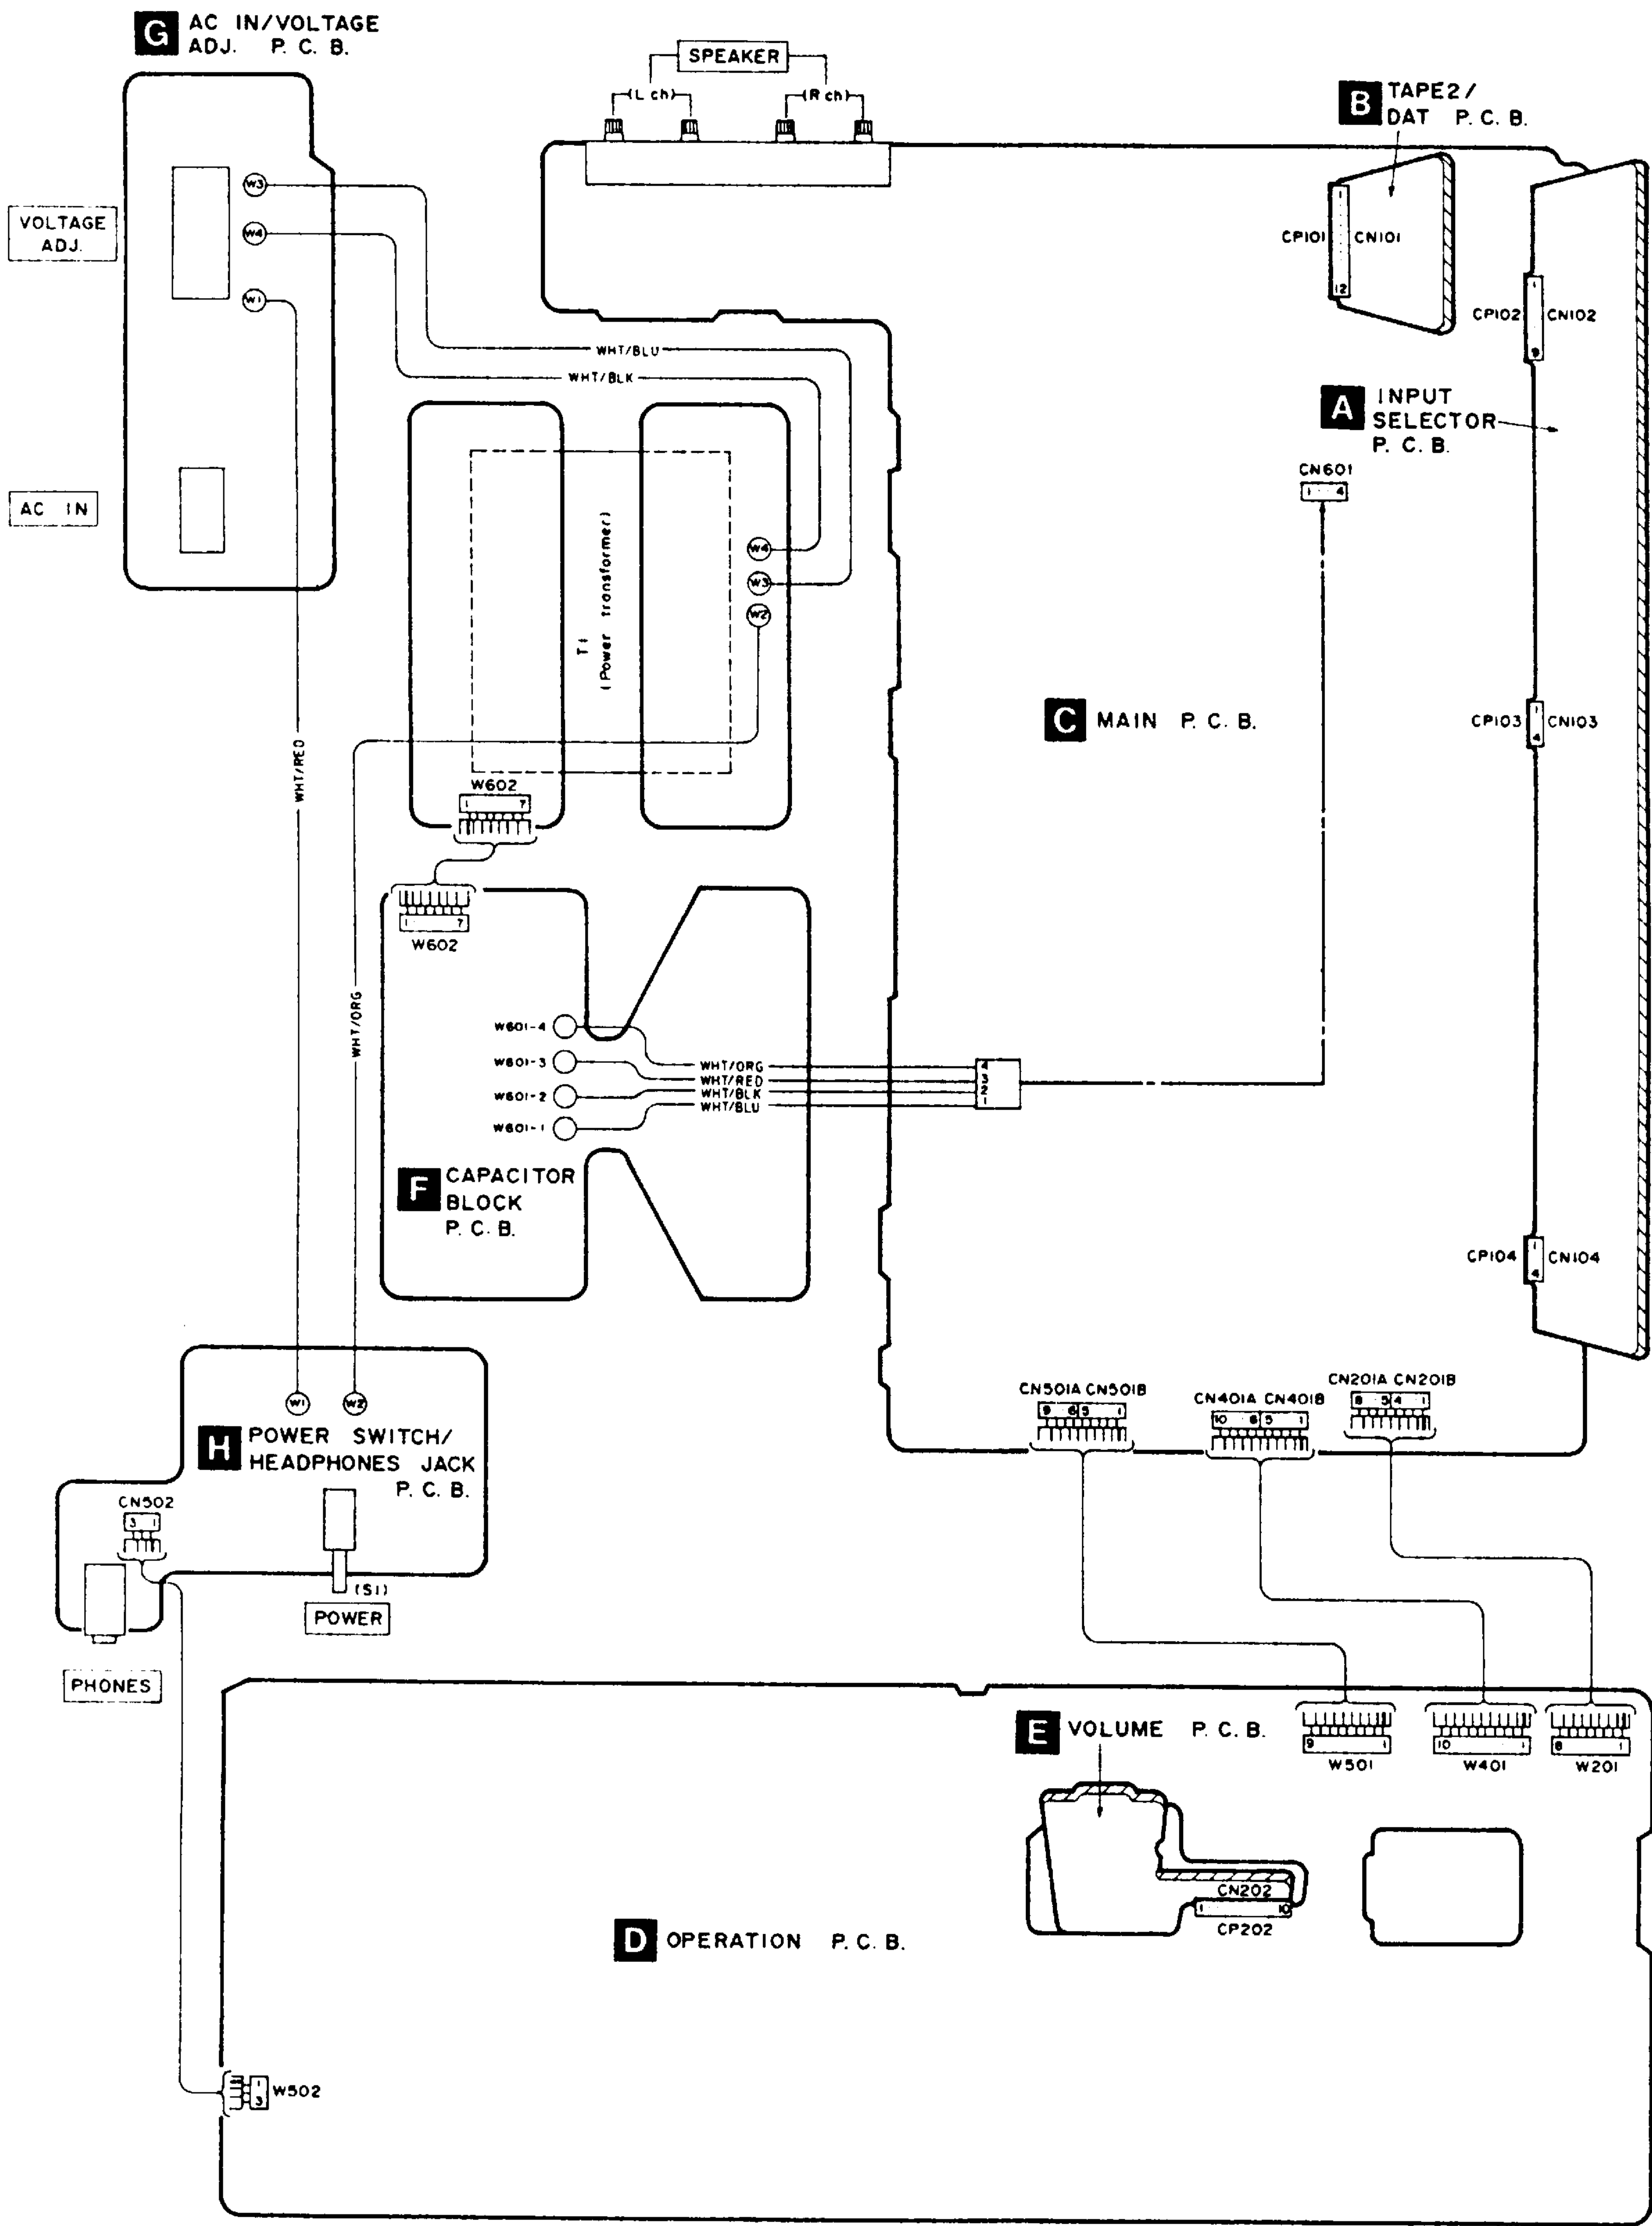 G AC IN/VOLTAGE
ADJ. P. C. B.
SPEAKER
(L ch)
(R ch)
B TAPE2/
DAT P. C. B.
W3
W4
W1
VOLTAGE
ADJ.
AC IN
1
CP101 CN101
12
1
CP102 CN102
9
WHT/BLU
WHT/BLK
A INPUT
SELECTOR
P. C. B.
CN601
1 4
T1
(Power transformer)
W4
W3
W2
C MAIN P. C. B.
1
CP103 CN103
4
WHT/RED
W602
1 7
1 7
W602
WHT/ORG
W601-4
W601-3
W601-2
W601-1
WHT/ORG
WHT/RED
WHT/BLK
WHT/BLU
4
3
2
1
F CAPACITOR
BLOCK
P. C. B.
1
CP104 CN104
4
W1 W2
H POWER SWITCH/
HEADPHONES JACK
P. C. B.
CN502
3 1
(S1)
POWER
PHONES
CN501A CN501B
9 6 5 1
CN401A CN401B
10 6 5 1
CN201A CN201B
8 5 4 1
E VOLUME P. C. B.
9 1
W501
10 1
W401
8 1
W201
CN202
1 10
CP202
D OPERATION P. C. B.
1
3
W502